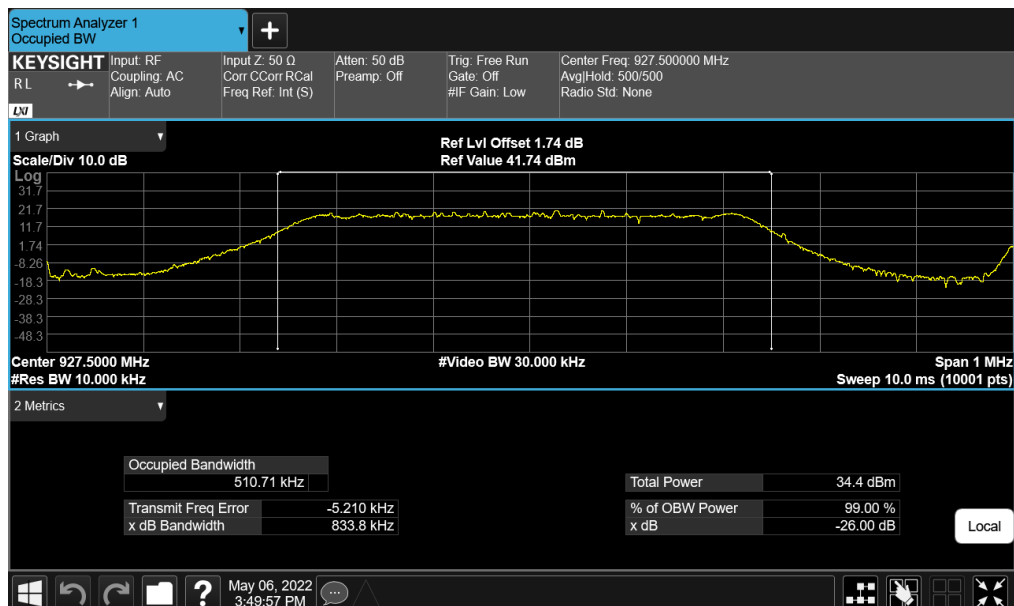 Spectrum Analyzer 1
Occupied BW
+
KEYSIGHT Input: RF Input Z: 50 Ω Atten: 50 dB Trig: Free Run Center Freq: 927.500000 MHz
RL Coupling: AC Corr CCorr RCal Preamp: Off Gate: Off Avg|Hold: 500/500
Align: Auto Freq Ref: Int (S) #IF Gain: Low Radio Std: None
LXI
1 Graph Ref Lvl Offset 1.74 dB
Scale/Div 10.0 dB Ref Value 41.74 dBm
Log
31.7
21.7
11.7
1.74
-8.26
-18.3
-28.3
-38.3
-48.3
Center 927.5000 MHz #Video BW 30.000 kHz Span 1 MHz
#Res BW 10.000 kHz Sweep 10.0 ms (10001 pts)
2 Metrics
Occupied Bandwidth
510.71 kHz Total Power 34.4 dBm
Transmit Freq Error -5.210 kHz % of OBW Power 99.00 %
x dB Bandwidth 833.8 kHz x dB -26.00 dB
Local
? May 06, 2022
3:49:57 PM